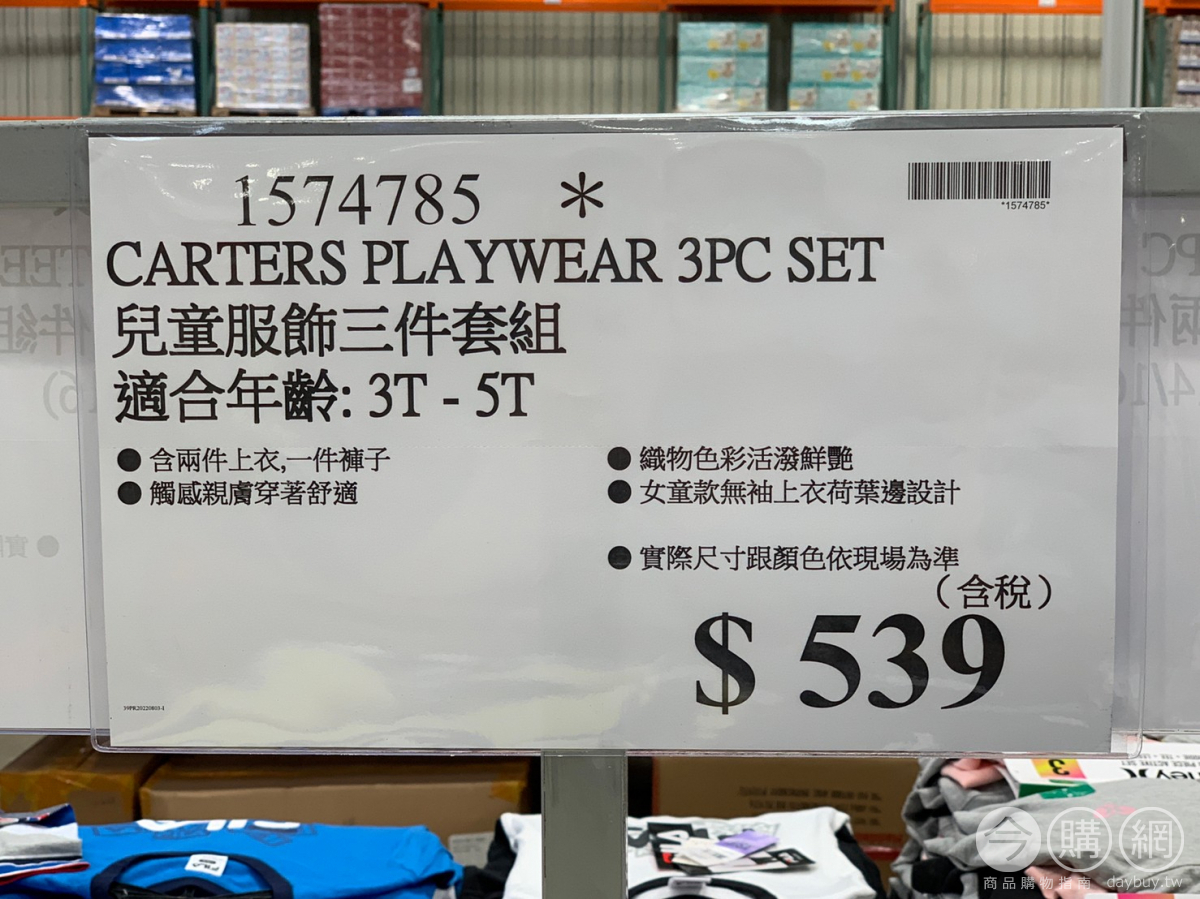 1574785 *
*1574785*
CARTERS PLAYWEAR 3PC SET
兒童服飾三件套組
適合年齡: 3T - 5T
● 含兩件上衣,一件褲子
● 觸感親膚穿著舒適
● 織物色彩活潑鮮艷
● 女童款無袖上衣荷葉邊設計
● 實際尺寸跟顏色依現場為準
(含稅)
$ 539
39PR20220803-1
FILA
3
今購網
商品購物指南 daybuy.tw